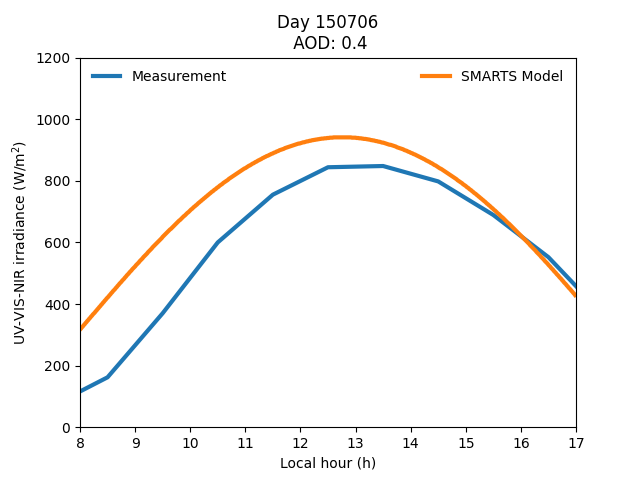 Day 150706
AOD: 0.4
Measurement
SMARTS Model
UV-VIS-NIR irradiance (W/m²)
1200
1000
800
600
400
200
0
8 9 10 11 12 13 14 15 16 17
Local hour (h)